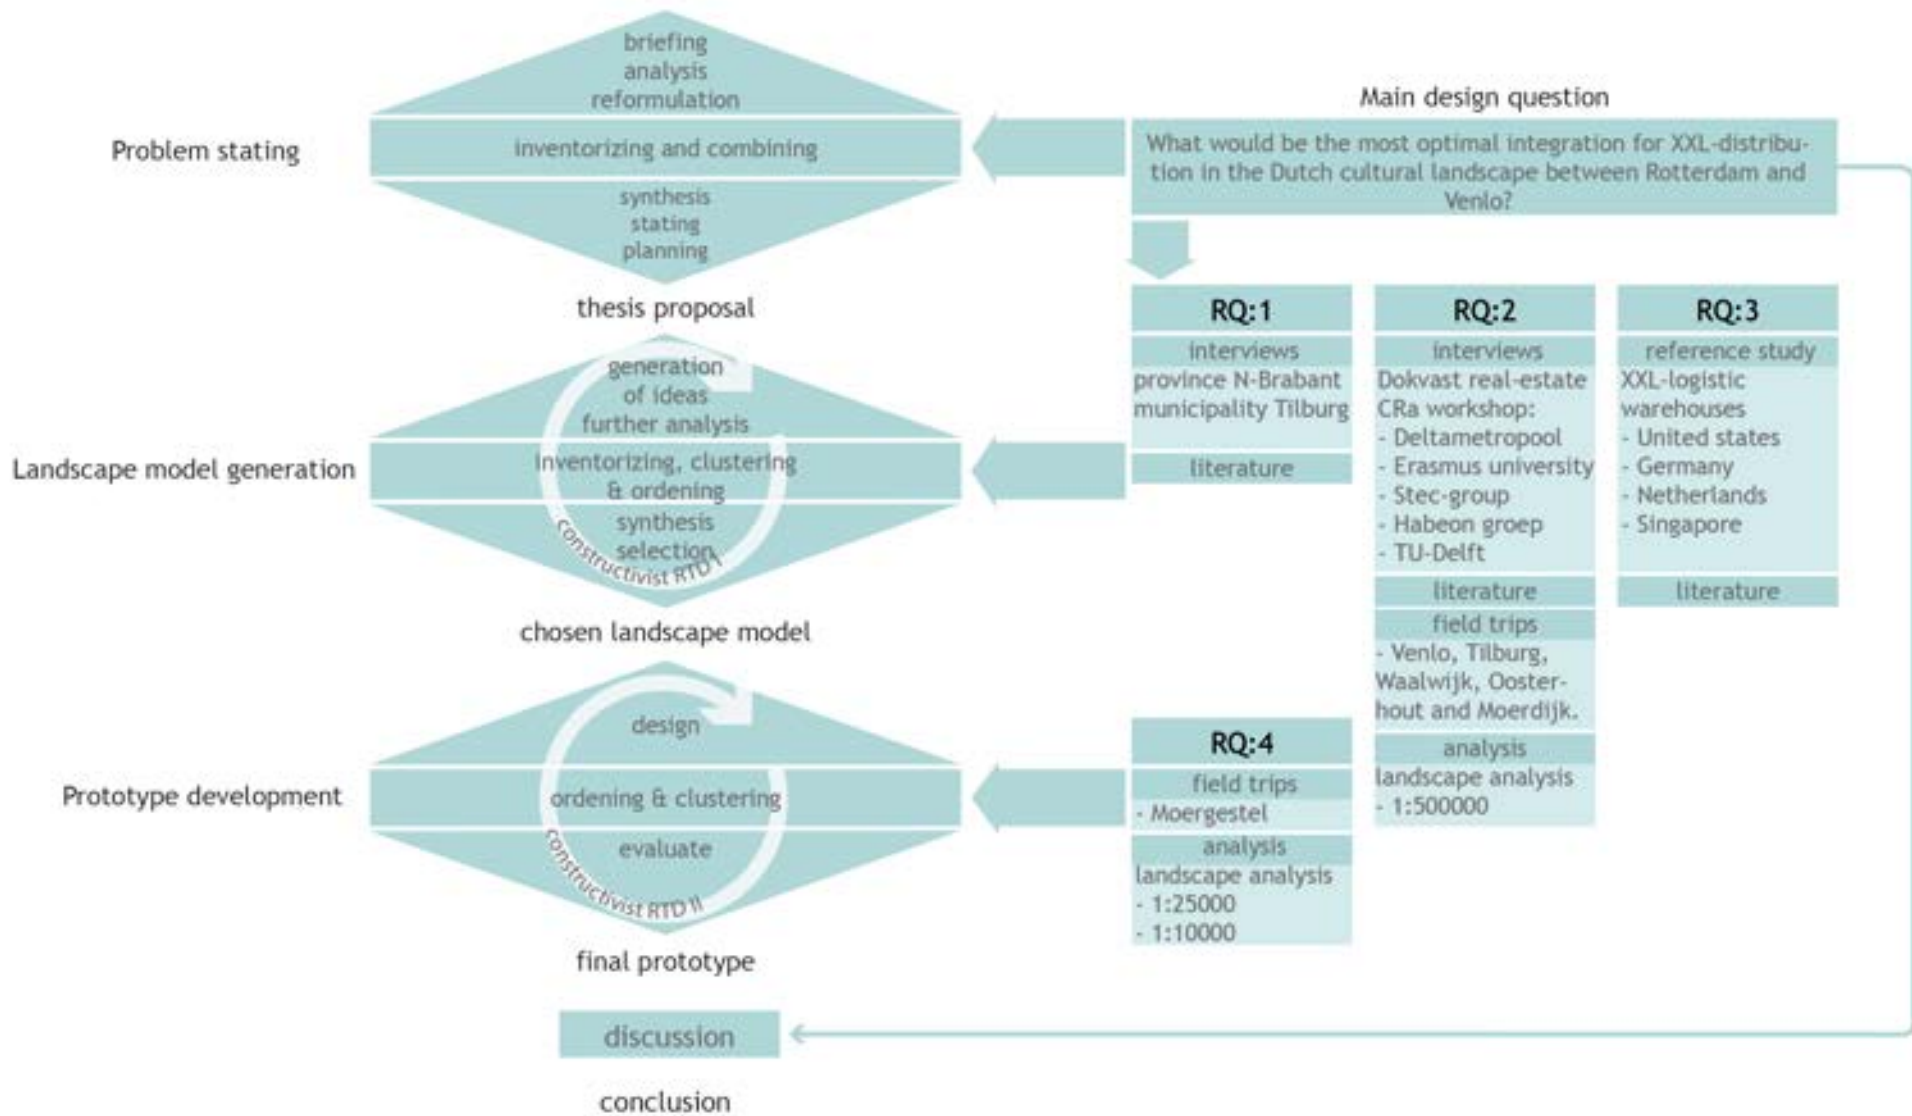 Problem stating
briefing
analysis
reformulation
inventorizing and combining
synthesis
stating
planning
thesis proposal
Landscape model generation
generation
of ideas
further analysis
inventorizing, clustering
& ordening
synthesis
selection
constructivist RTD I
chosen landscape model
Prototype development
design
ordening & clustering
evaluate
constructivist RTD II
final prototype
discussion
conclusion
Main design question
What would be the most optimal integration for XXL-distribu-
tion in the Dutch cultural landscape between Rotterdam and
Venlo?
RQ:1
interviews
province N-Brabant
municipality Tilburg
literature
RQ:2
interviews
Dokvast real-estate
CRa workshop:
- Deltametropool
- Erasmus university
- Stec-group
- Habeon groep
- TU-Delft
literature
field trips
- Venlo, Tilburg,
Waalwijk, Ooster-
hout and Moerdijk.
analysis
landscape analysis
- 1:500000
RQ:3
reference study
XXL-logistic
warehouses
- United states
- Germany
- Netherlands
- Singapore
literature
RQ:4
field trips
- Moergestel
analysis
landscape analysis
- 1:25000
- 1:10000